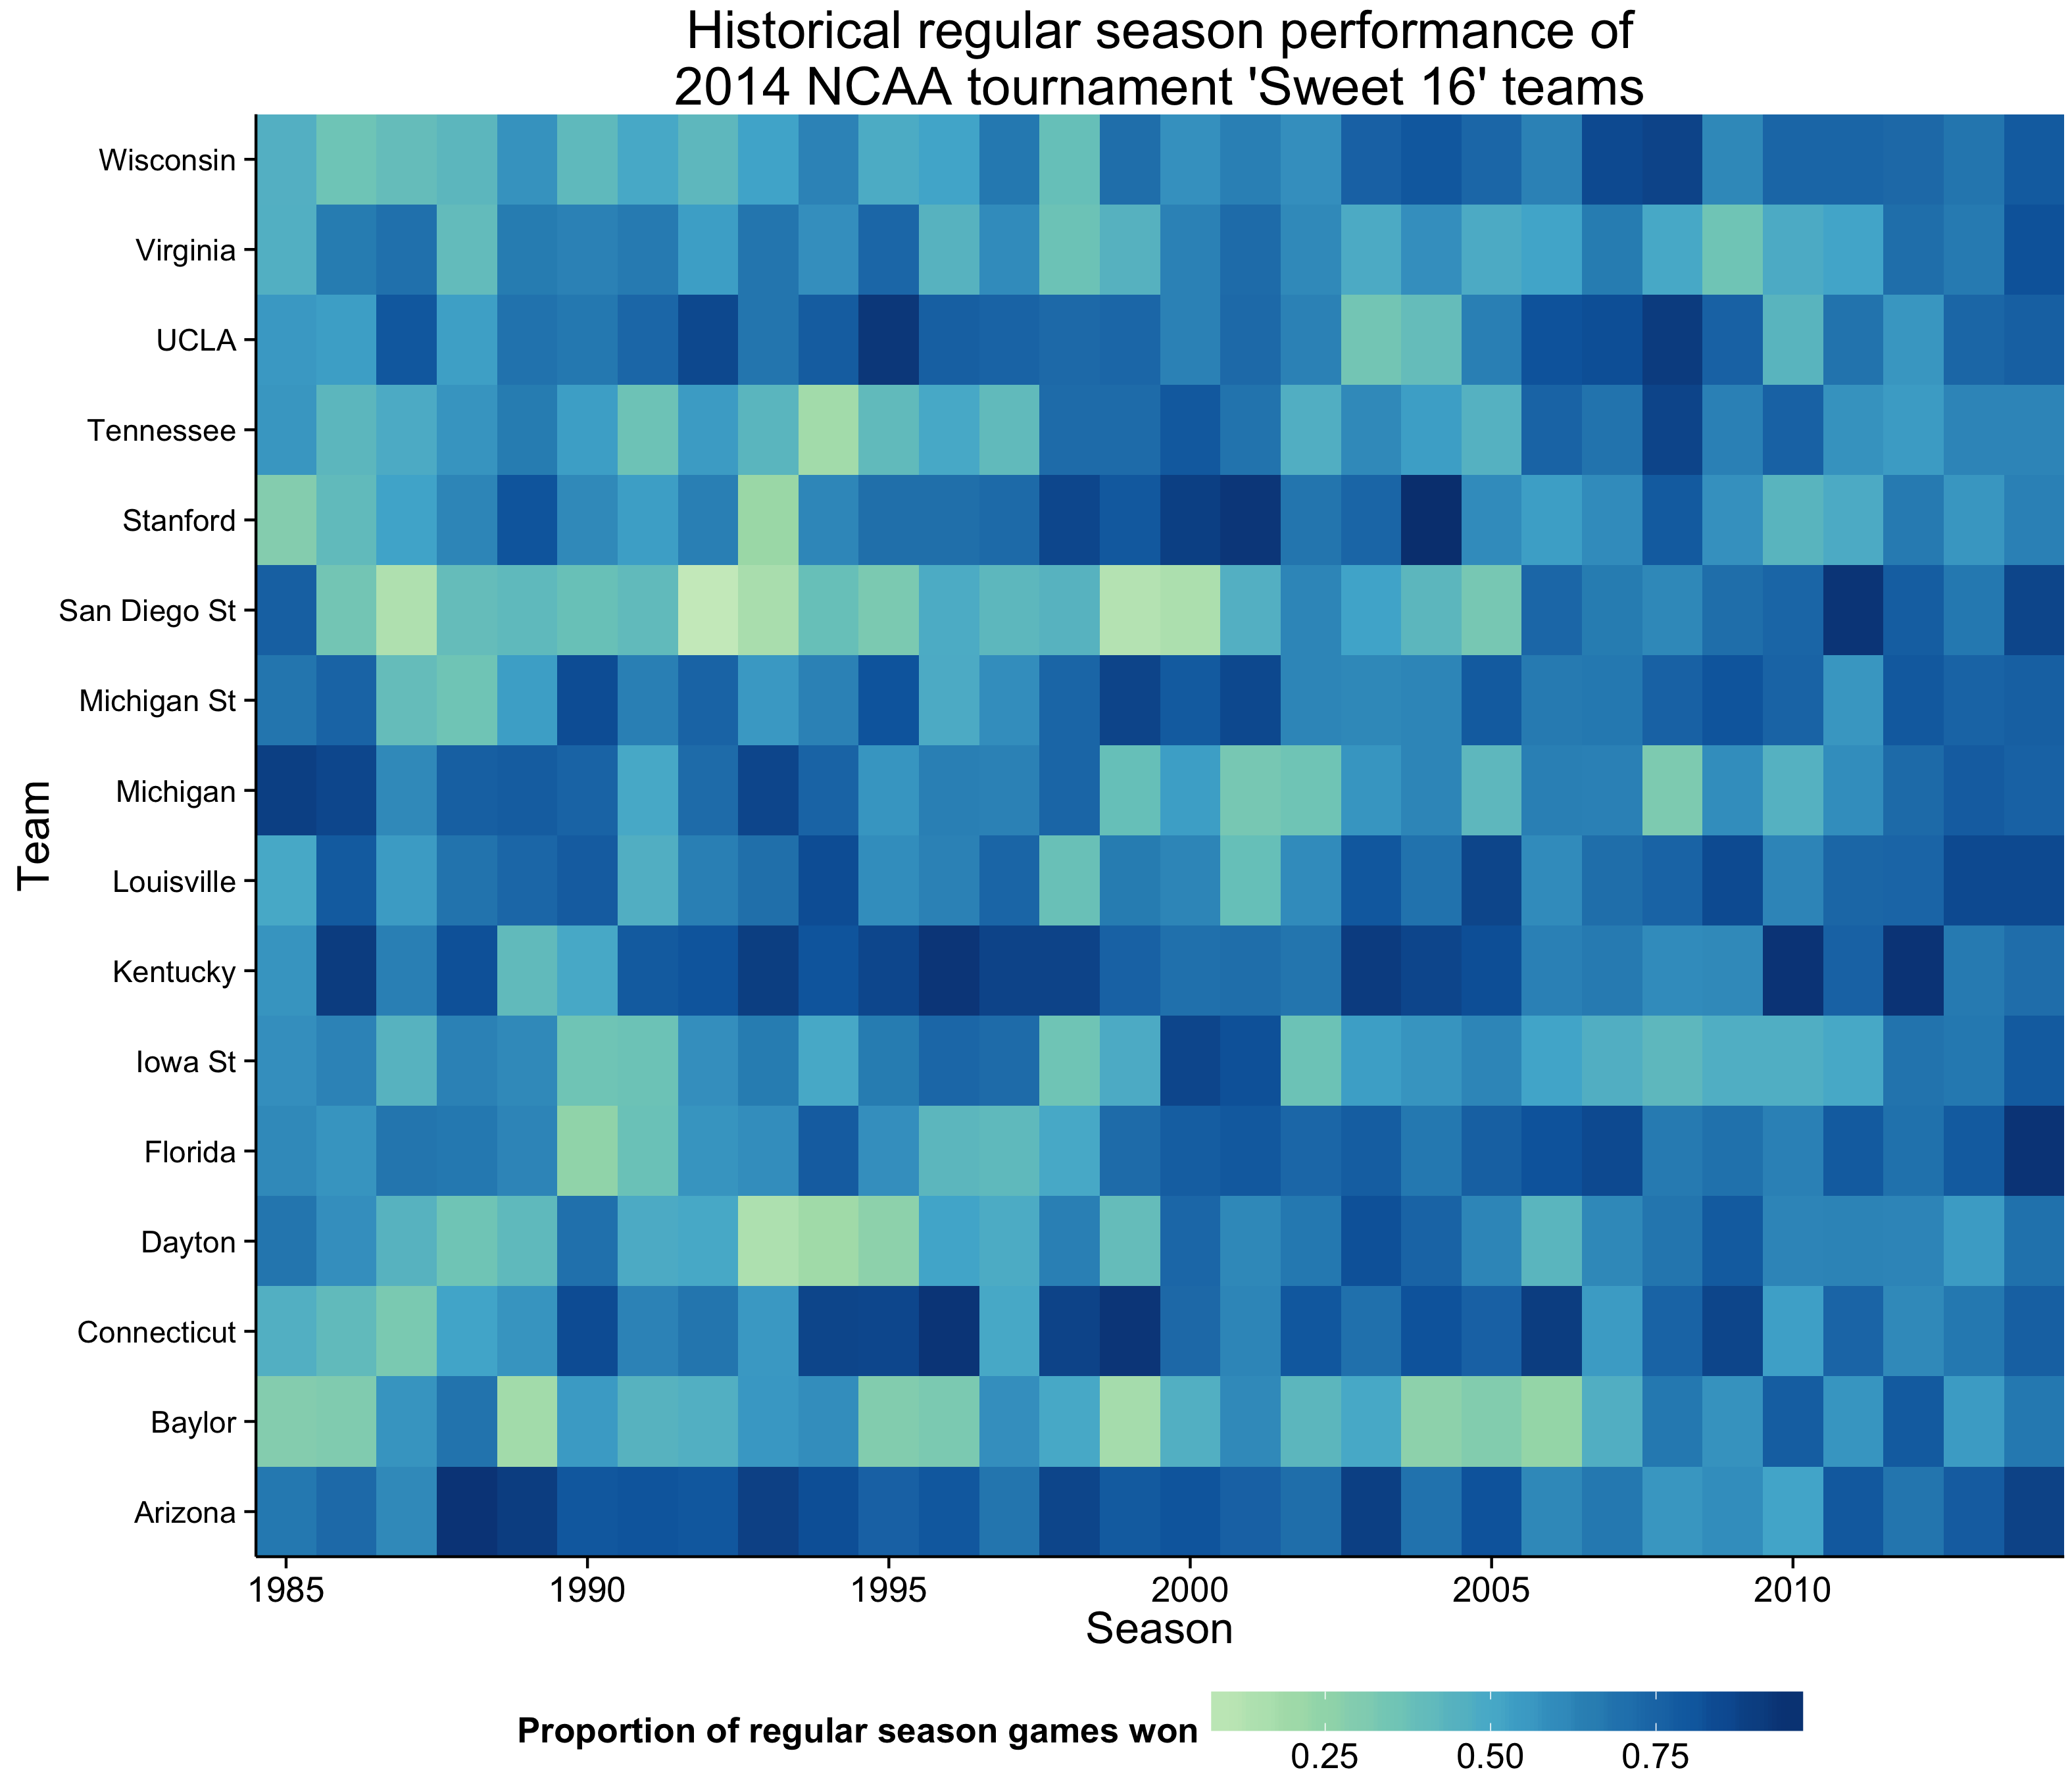 Historical regular season performance of
2014 NCAA tournament 'Sweet 16' teams
Team
Wisconsin
Virginia
UCLA
Tennessee
Stanford
San Diego St
Michigan St
Michigan
Louisville
Kentucky
Iowa St
Florida
Dayton
Connecticut
Baylor
Arizona
1985 1990 1995 2000 2005 2010
Season
Proportion of regular season games won
0.25 0.50 0.75